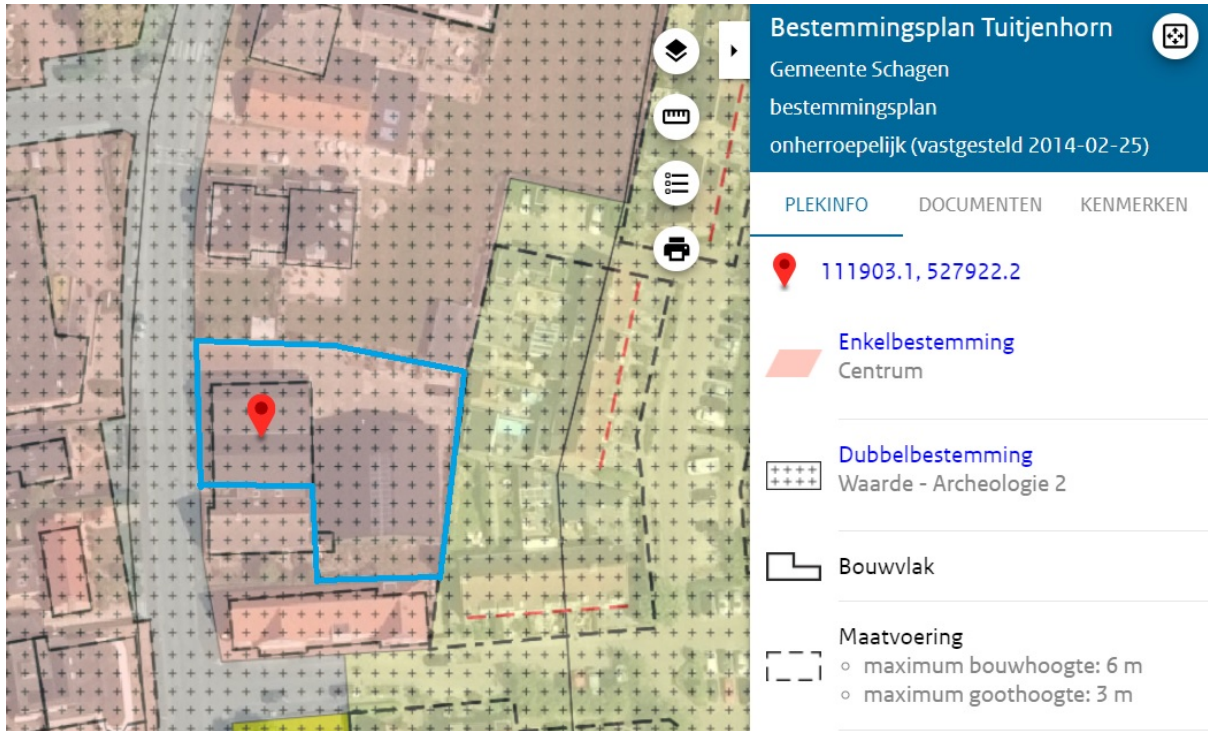 Bestemmingsplan Tuitjenhorn
Gemeente Schagen
bestemmingsplan
onherroepelijk (vastgesteld 2014-02-25)
PLEKINFO DOCUMENTEN KENMERKEN
111903.1, 527922.2
Enkelbestemming
Centrum
Dubbelbestemming
Waarde - Archeologie 2
Bouwvlak
Maatvoering
maximum bouwhoogte: 6 m
maximum goothoogte: 3 m